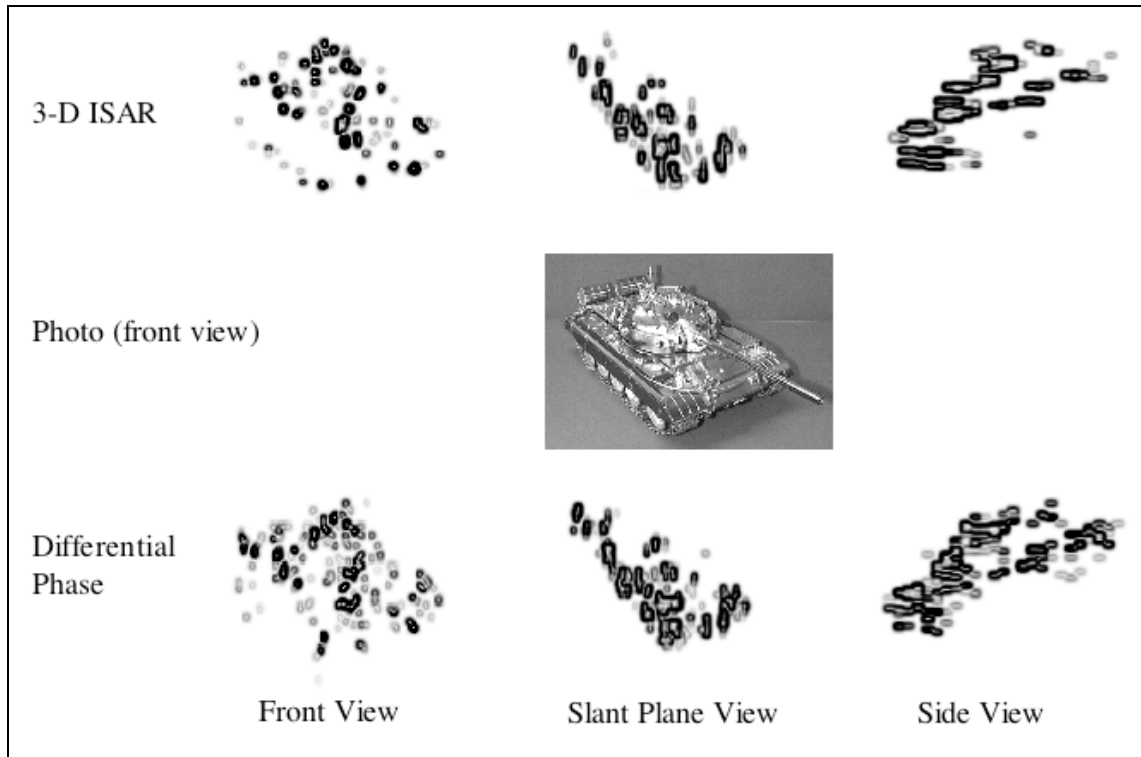 3-D ISAR
Photo (front view)
Differential
Phase
Front View
Slant Plane View
Side View